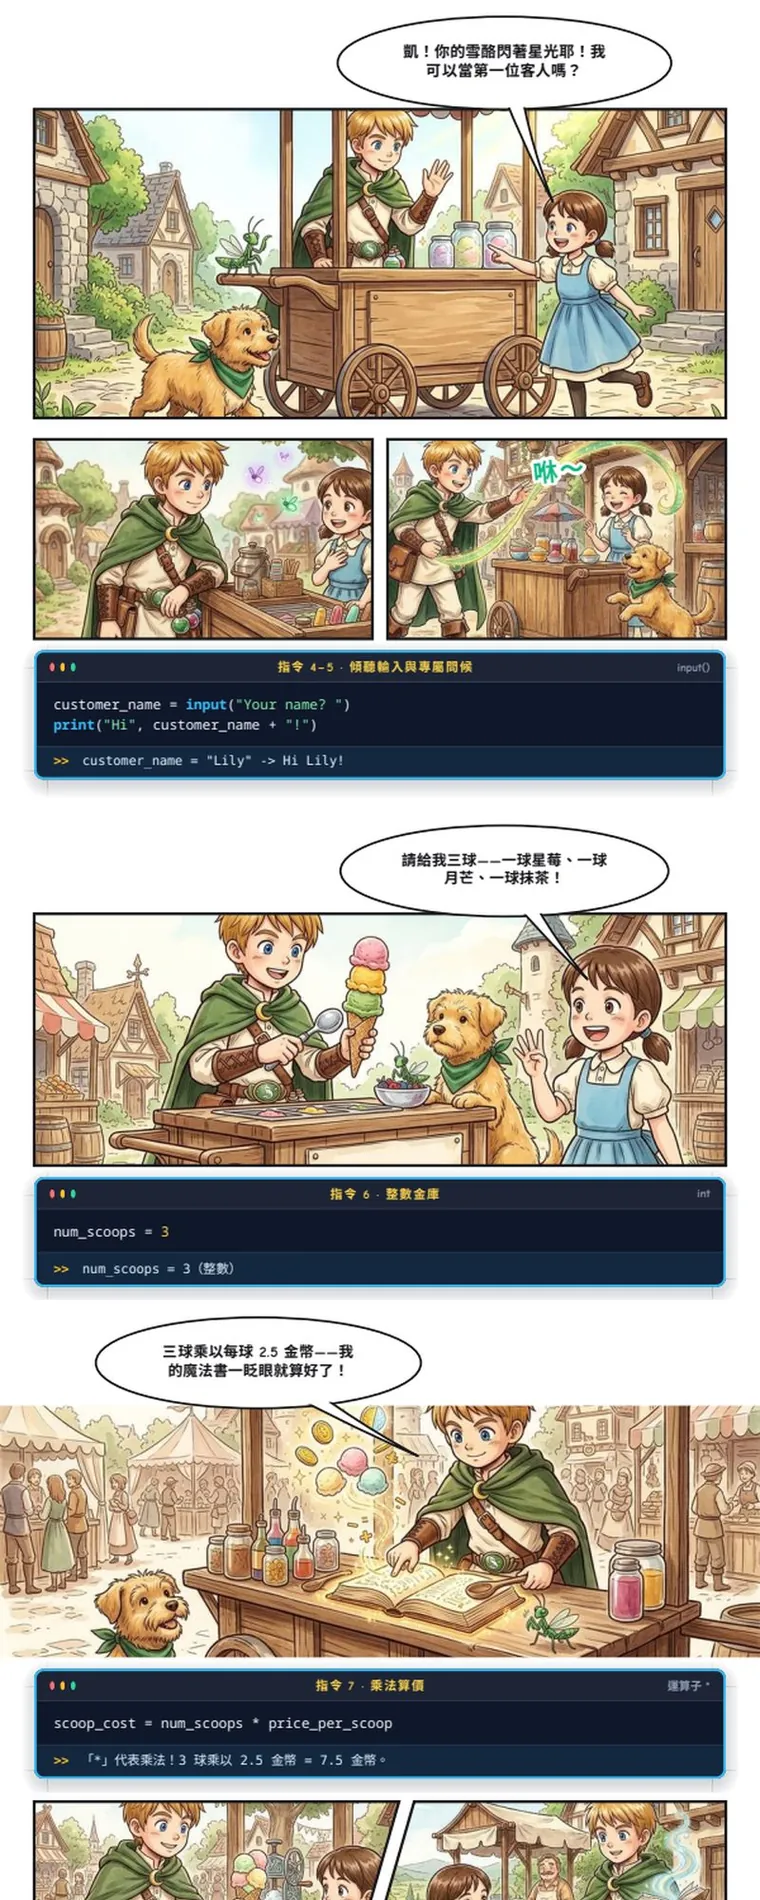 凱！你的雪酪閃著星光耶！我
可以當第一位客人嗎？
咻～
指令 4-5 · 傾聽輸入與專屬問候
input()
customer_name = input("Your name? ")
print("Hi", customer_name + "!")
>> customer_name = "Lily" -> Hi Lily!
請給我三球——一球星莓、一球
月芒、一球抹茶！
指令 6 · 整數金庫
int
num_scoops = 3
>> num_scoops = 3（整數）
三球乘以每球 2.5 金幣——我
的魔法書一眨眼就算好了！
指令 7 · 乘法算價
運算子 *
scoop_cost = num_scoops * price_per_scoop
>> 「*」代表乘法！3 球乘以 2.5 金幣 = 7.5 金幣。